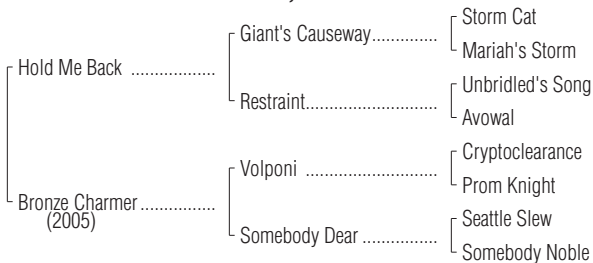 Storm Cat
Giant's Causeway..............
Mariah's Storm
Hold Me Back ..................
Unbridled's Song
Restraint............................
Avowal
Cryptoclearance
Volponi ............................
Prom Knight
Bronze Charmer ................
(2005)
Seattle Slew
Somebody Dear ................
Somebody Noble